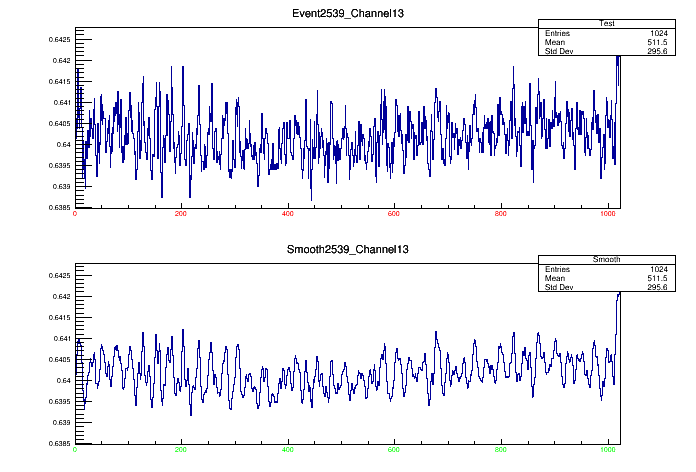 Event2539_Channel13
Test
Entries 1024
Mean 511.5
Std Dev 295.6
0.6425
0.642
0.6415
0.641
0.6405
0.64
0.6395
0.639
0.6385
0 200 400 600 800 1000
Smooth2539_Channel13
Smooth
Entries 1024
Mean 511.5
Std Dev 295.6
0.6425
0.642
0.6415
0.641
0.6405
0.64
0.6395
0.639
0.6385
0 200 400 600 800 1000